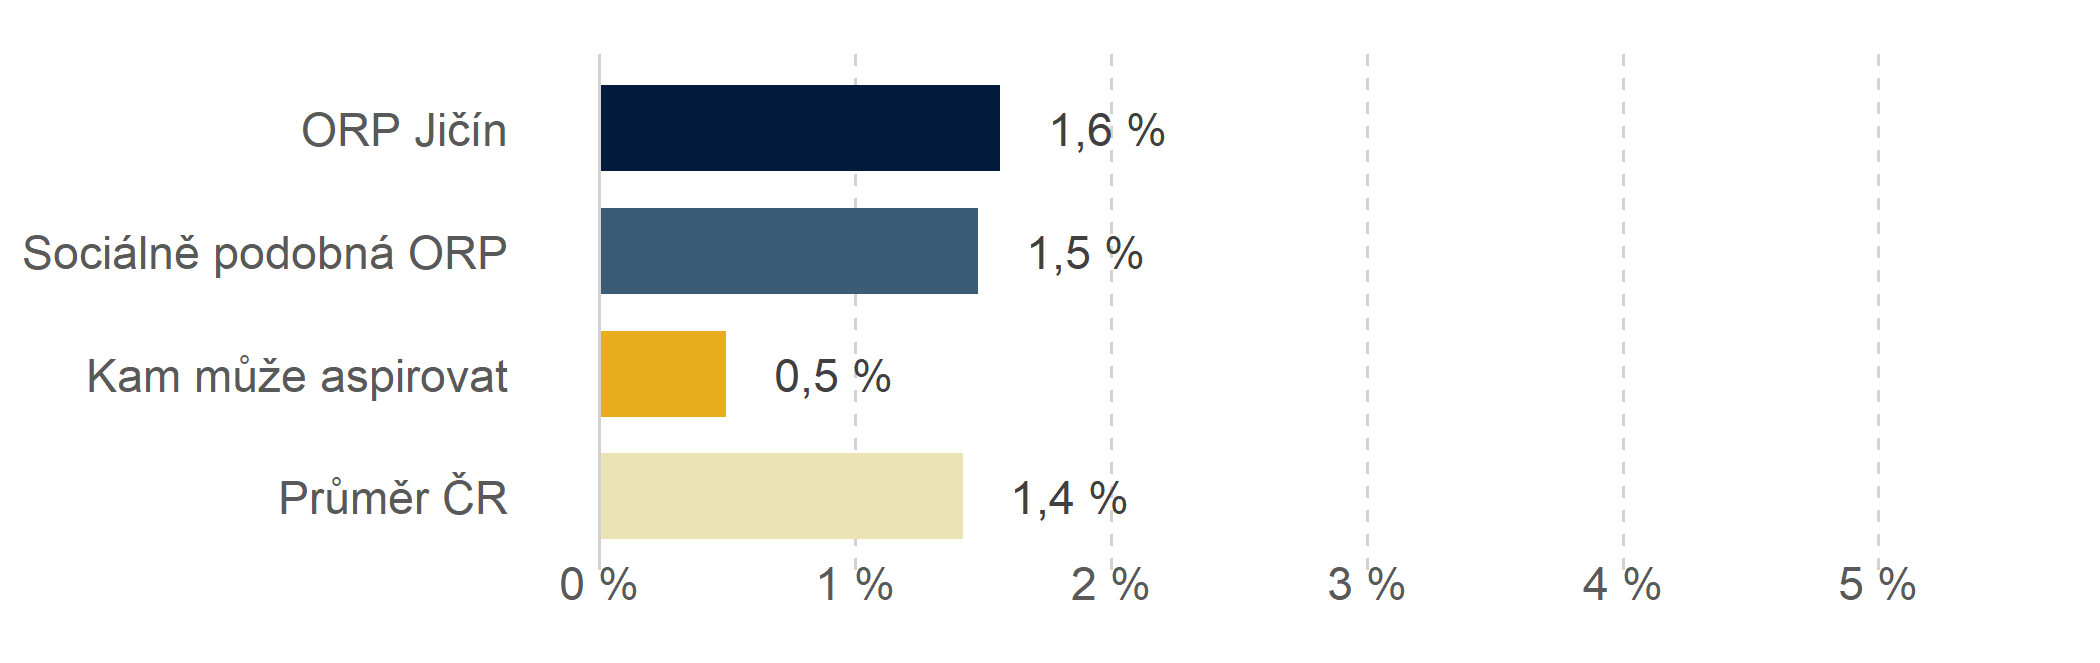 ORP Jičín 1,6 %
Sociálně podobná ORP 1,5 %
Kam může aspirovat 0,5 %
Průměr ČR 1,4 %
0 % 1 % 2 % 3 % 4 % 5 %